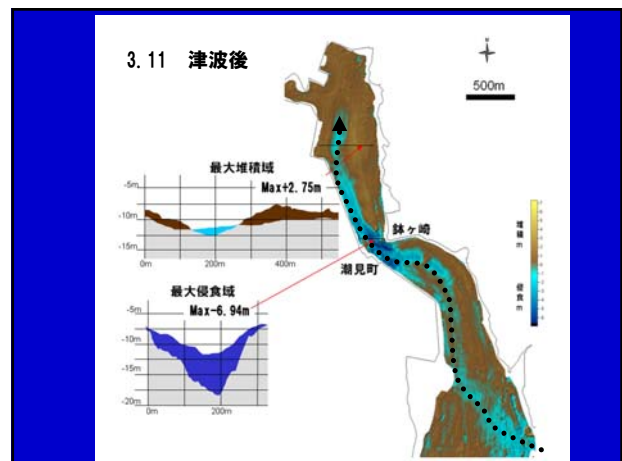 3.11 津波後
500m
最大堆積域
Max+2.75m
-5m
-10m
-15m
0m
200m
400m
鉢ヶ崎
潮見町
堆積 m
侵食 m
最大侵食域
Max-6.94m
-5m
-10m
-15m
-20m
0m
200m